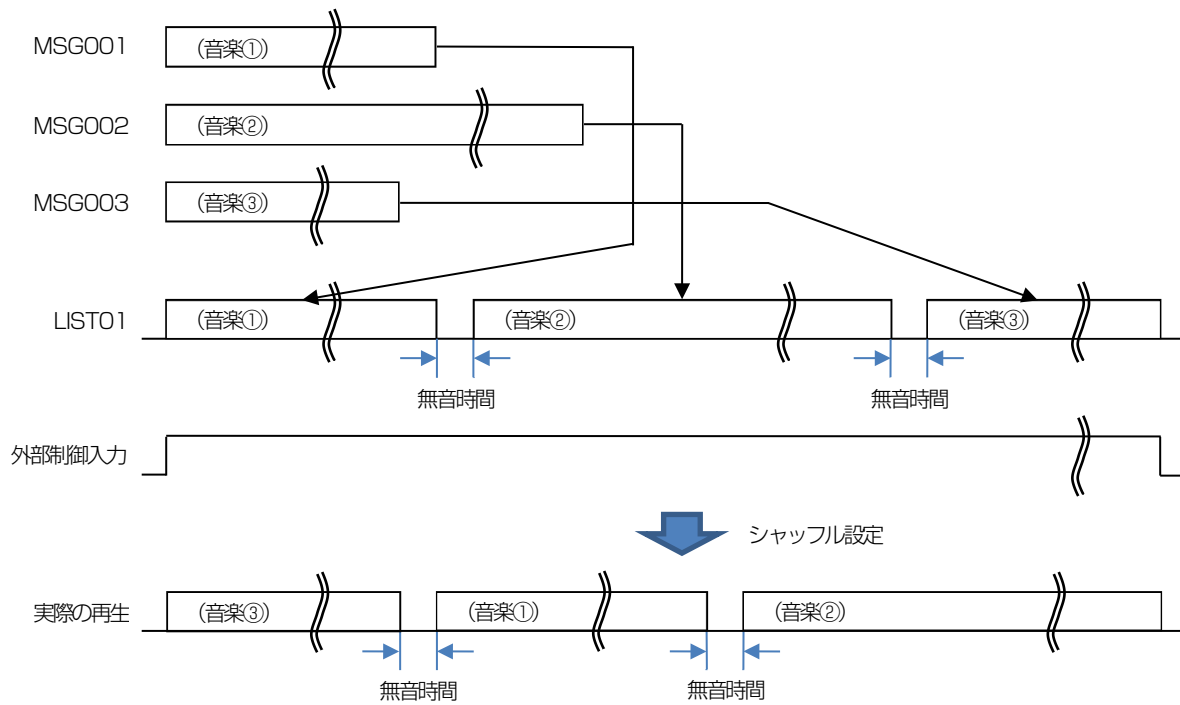 MSG001
(音楽①)
MSG002
(音楽②)
MSG003
(音楽③)
LIST01
(音楽①)
(音楽②)
(音楽③)
無音時間
無音時間
外部制御入力
シャッフル設定
実際の再生
(音楽③)
(音楽①)
(音楽②)
無音時間
無音時間